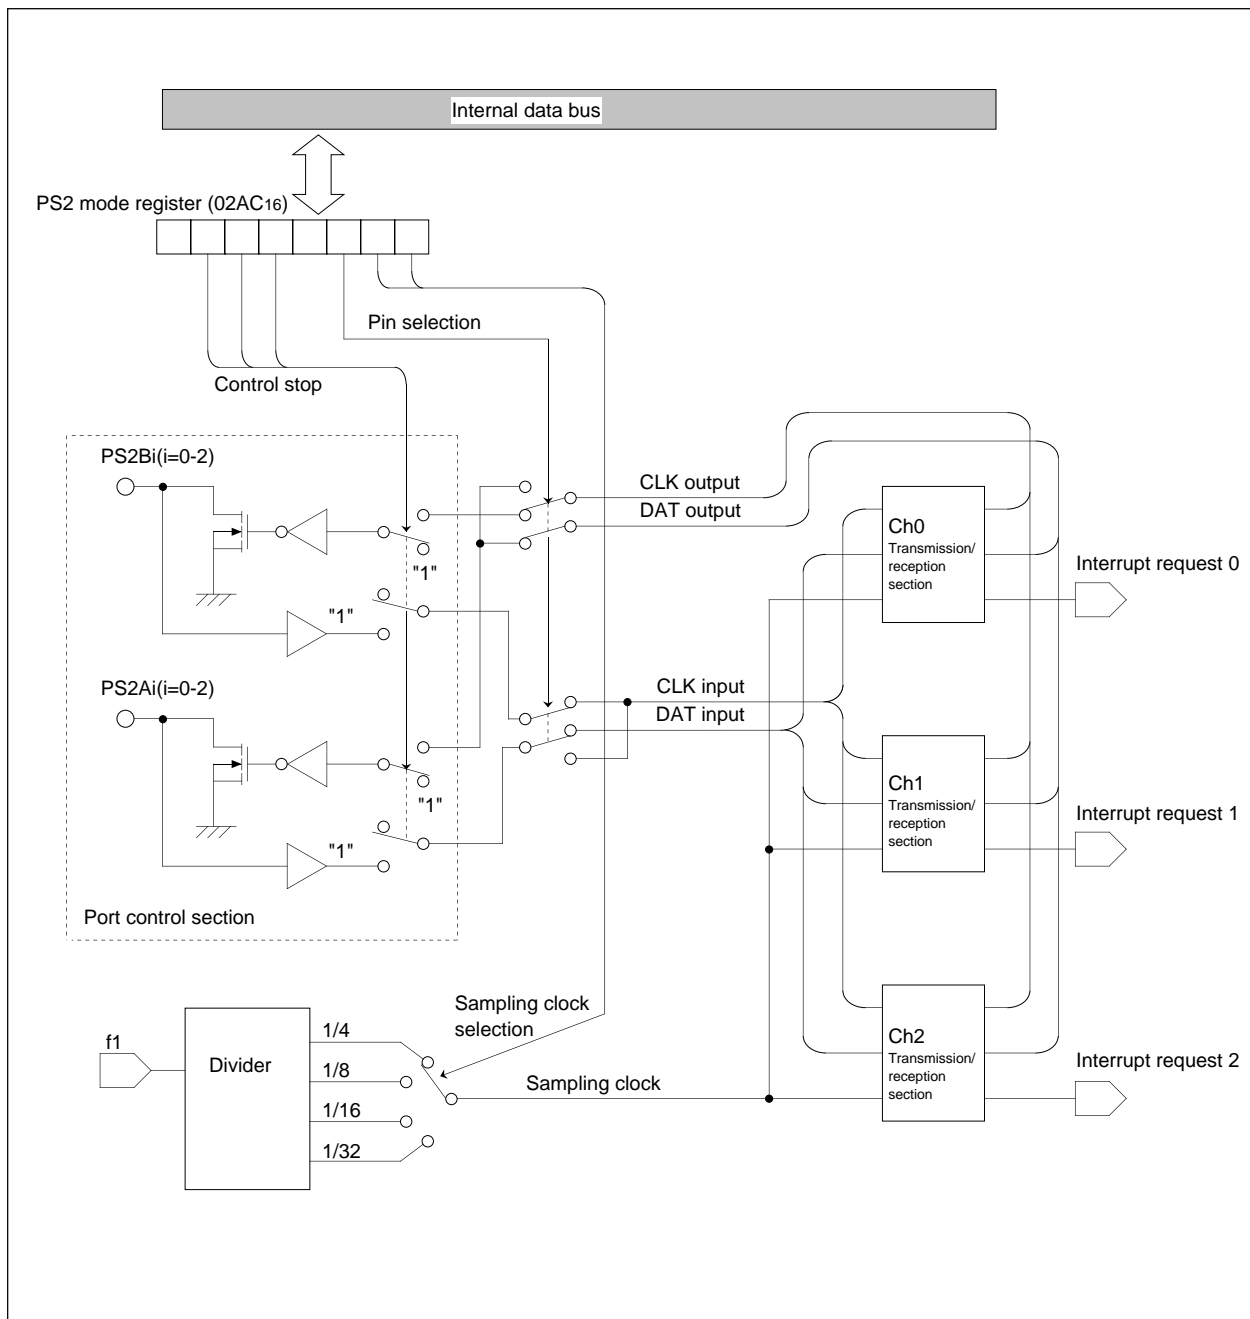 Internal data bus
PS2 mode register (02AC16)
Pin selection
Control stop
PS2Bi(i=0-2)
CLK output
DAT output
"1"
"1"
Ch0
Transmission/
reception
section
Interrupt request 0
PS2Ai(i=0-2)
CLK input
DAT input
"1"
"1"
Ch1
Transmission/
reception
section
Interrupt request 1
Port control section
Sampling clock
selection
f1
Divider
1/4
1/8
1/16
1/32
Sampling clock
Ch2
Transmission/
reception
section
Interrupt request 2